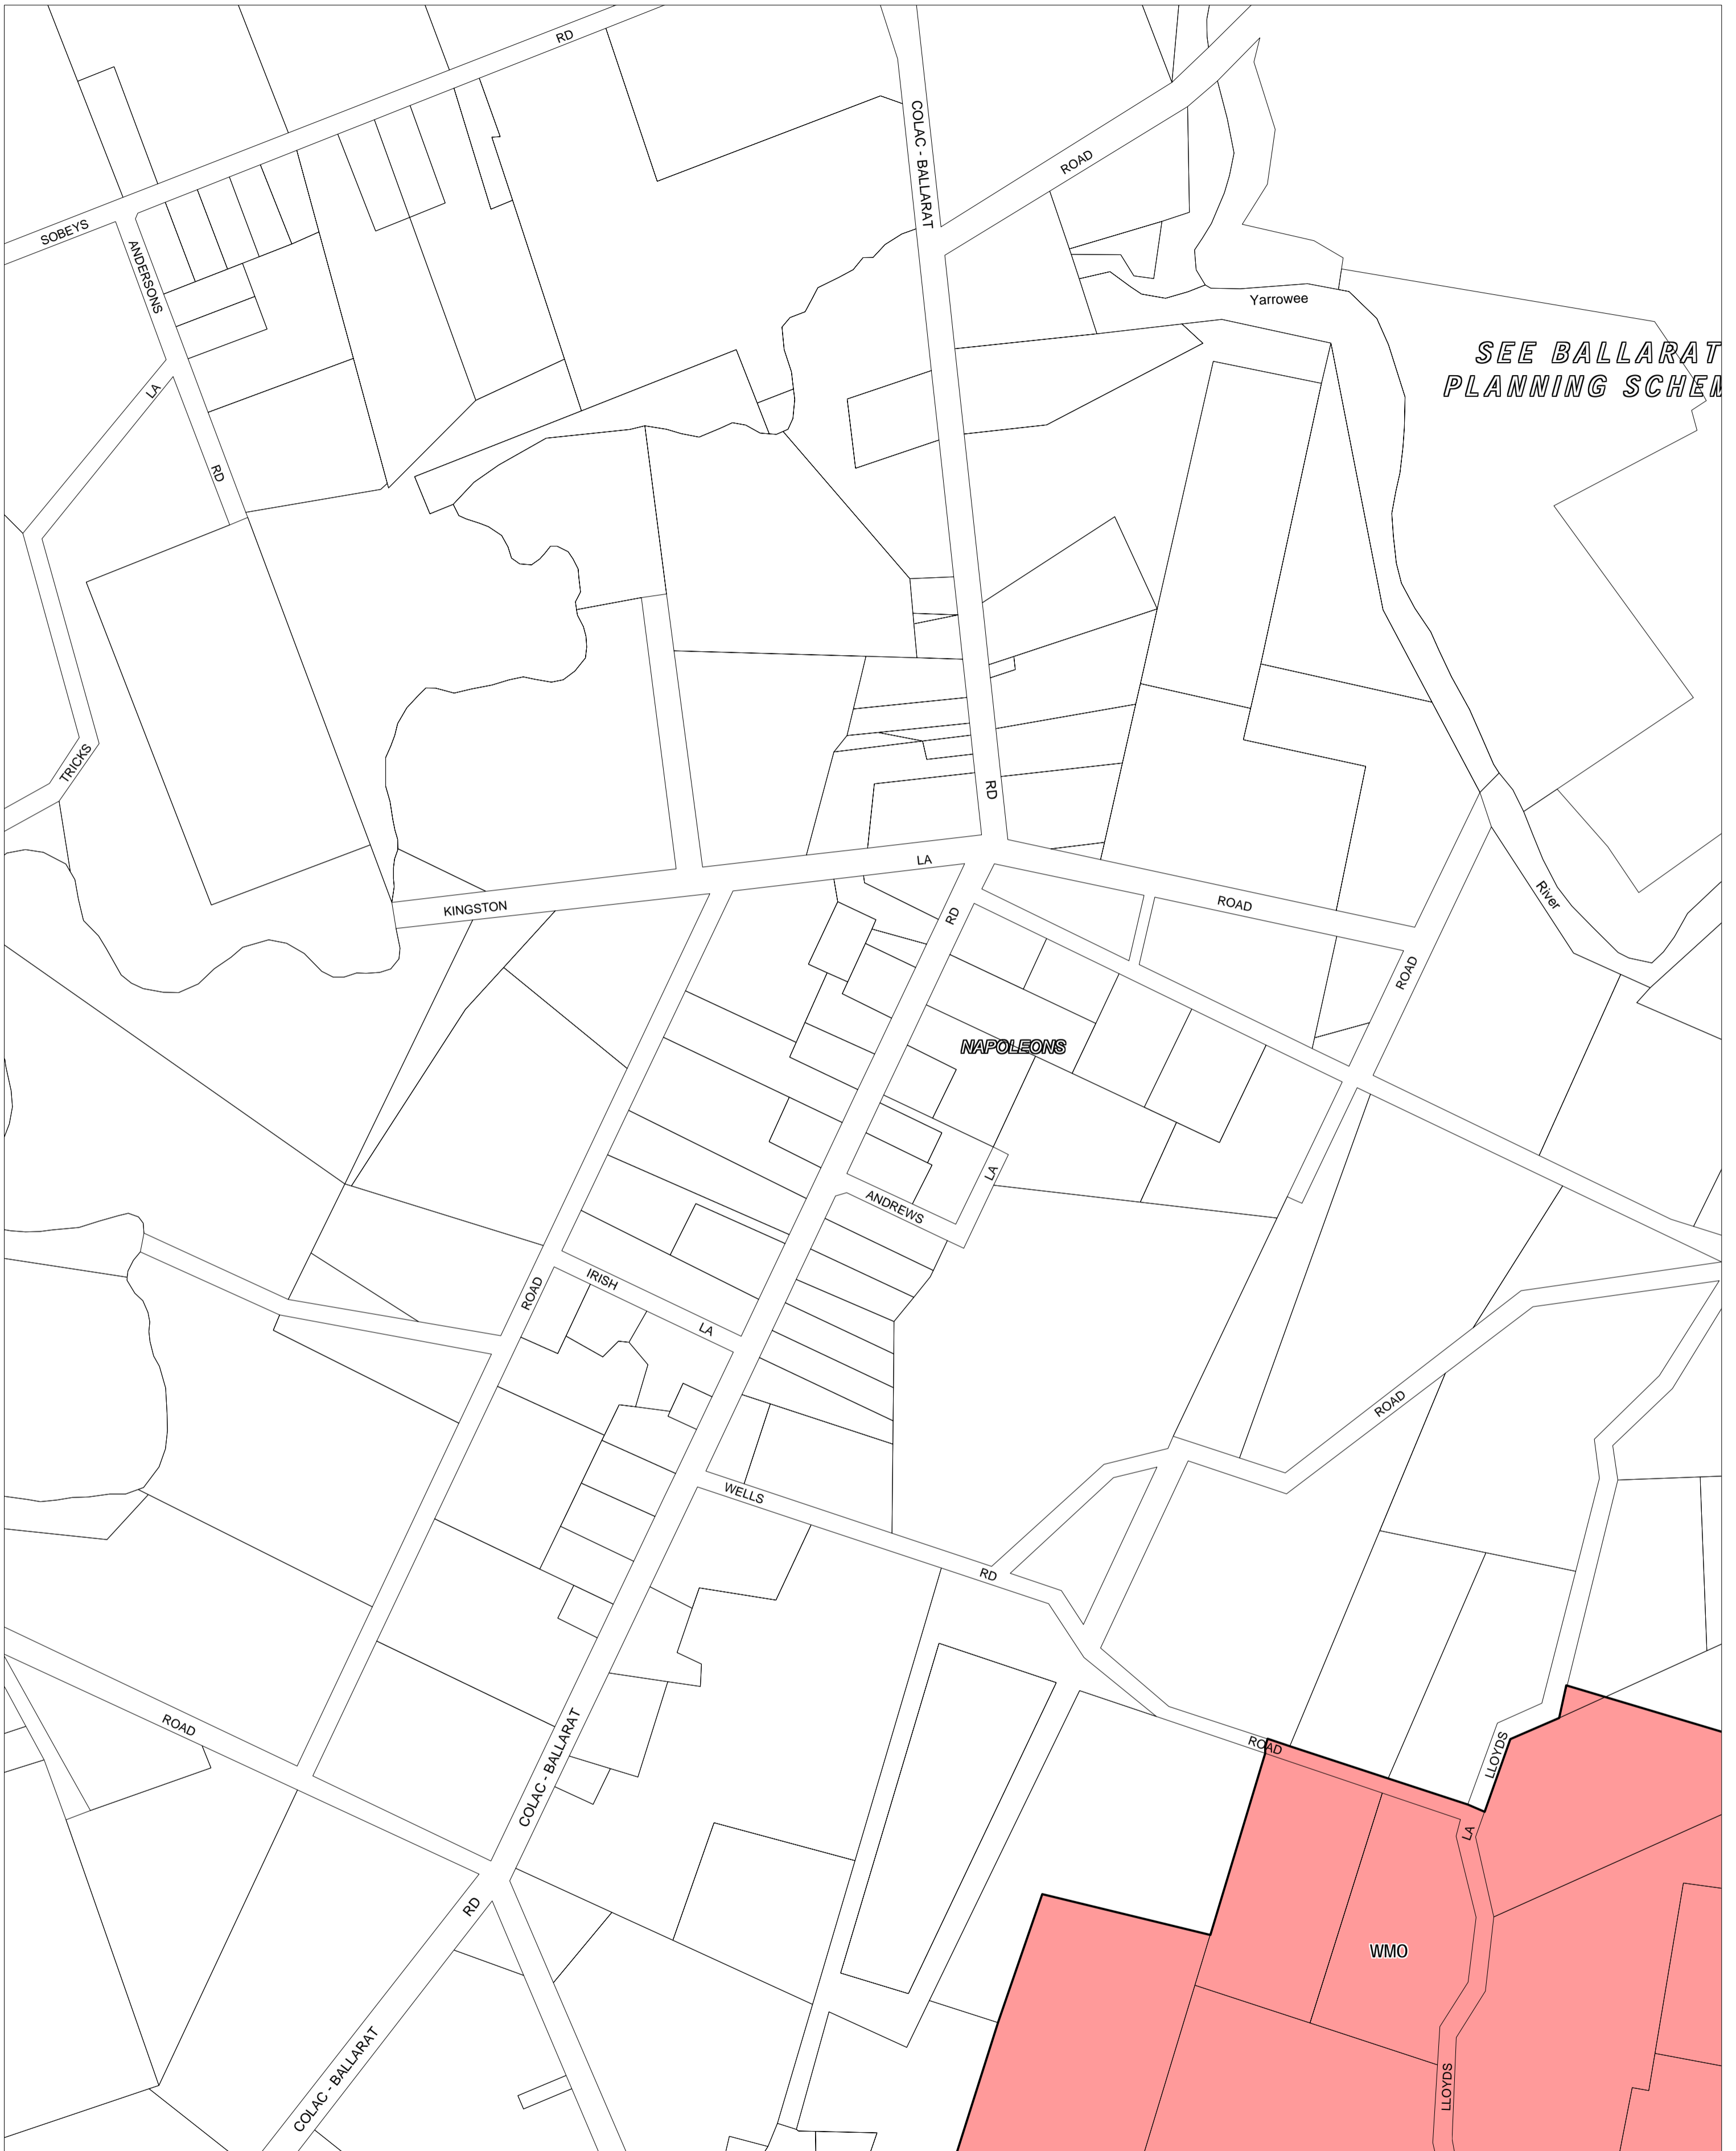 RD
COLAC - BALLARAT
ROAD
SOBEYS
ANDERSONS
Yarrowee
SEE BALLARAT
PLANNING SCHEM
LA
RD
TRICKS
RD
LA
KINGSTON
ROAD
River
RD
ROAD
NAPOLEONS
LA
ANDREWS
IRISH
ROAD
LA
ROAD
WELLS
RD
ROAD
COLAC - BALLARAT
ROAD
LLOYDS
LA
RD
WMO
COLAC - BALLARAT
LLOYDS